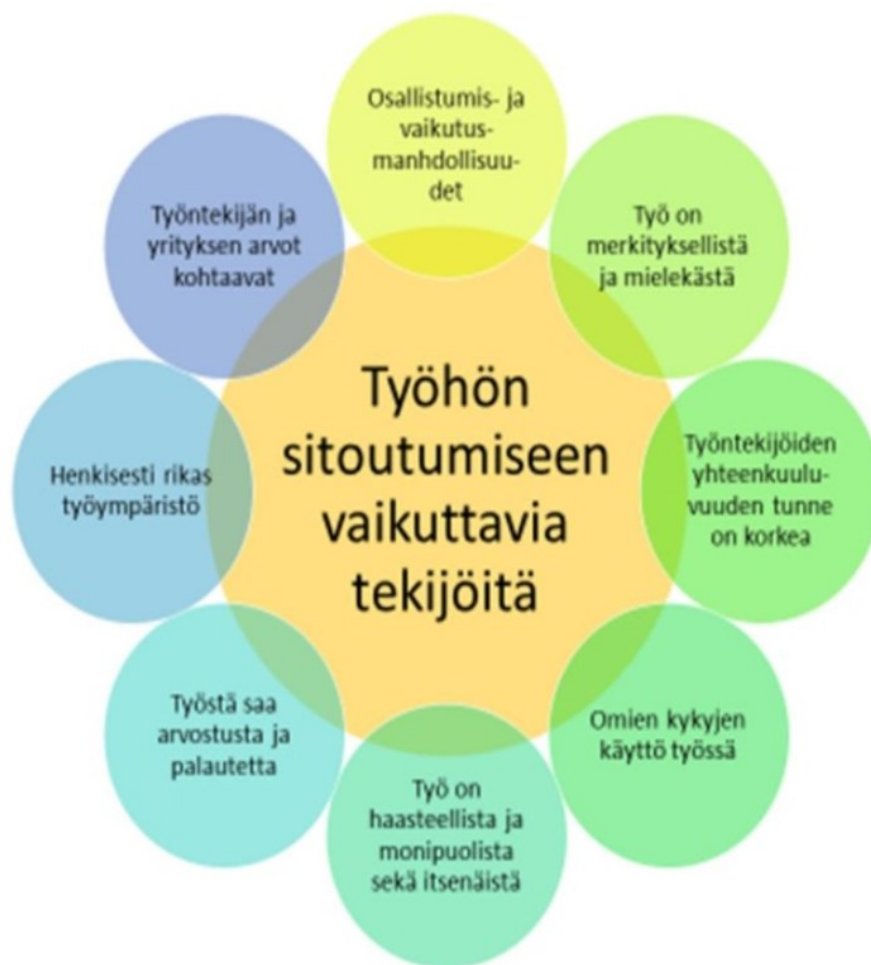 Osallistumis- ja
vaikutus-
manhdollisuu-
det
Työ on
merkityksellistä
ja mielekästä
Työntekijöiden
yhteenkuulu-
vuuden tunne
on korkea
Omien kykyjen
käyttö työssä
Työ on
haasteellista ja
monipuolista
sekä itsenäistä
Työstä saa
arvostusta ja
palautetta
Henkisesti rikas
työympäristö
Työntekijän ja
yrityksen arvot
kohtaavat
Työhön
sitoutumiseen
vaikuttavia
tekijöitä